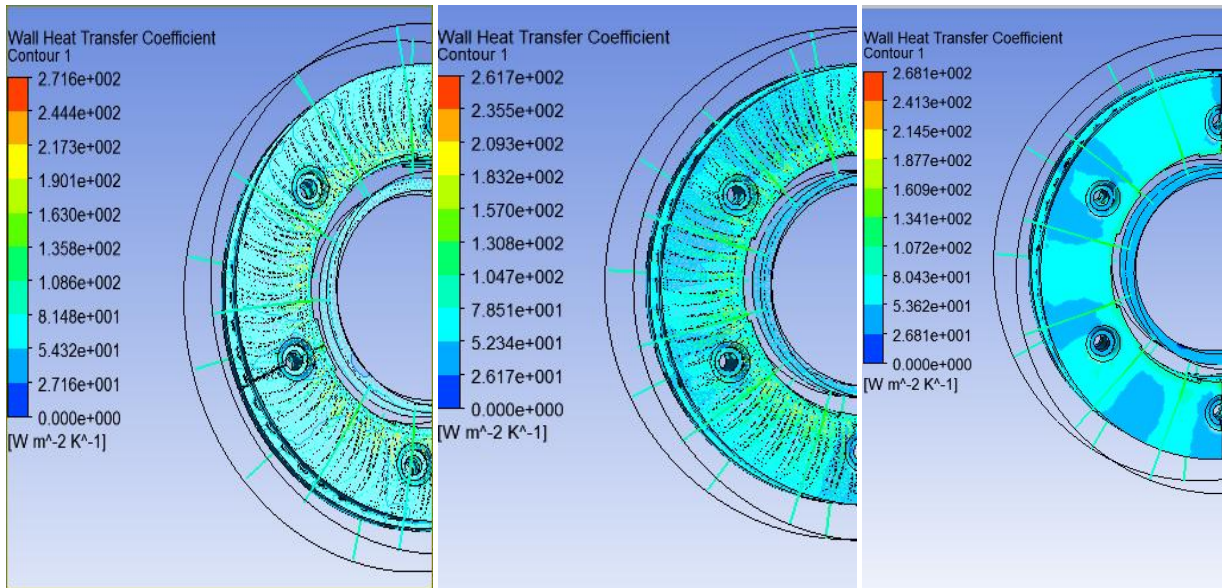 Wall Heat Transfer Coefficient
Contour 1
2.716e+002
2.444e+002
2.173e+002
1.901e+002
1.630e+002
1.358e+002
1.086e+002
8.148e+001
5.432e+001
2.716e+001
0.000e+000
[W m^-2 K^-1]
Wall Heat Transfer Coefficient
Contour 1
2.617e+002
2.355e+002
2.093e+002
1.832e+002
1.570e+002
1.308e+002
1.047e+002
7.851e+001
5.234e+001
2.617e+001
0.000e+000
[W m^-2 K^-1]
Wall Heat Transfer Coefficient
Contour 1
2.681e+002
2.413e+002
2.145e+002
1.877e+002
1.609e+002
1.341e+002
1.072e+002
8.043e+001
5.362e+001
2.681e+001
0.000e+000
[W m^-2 K^-1]